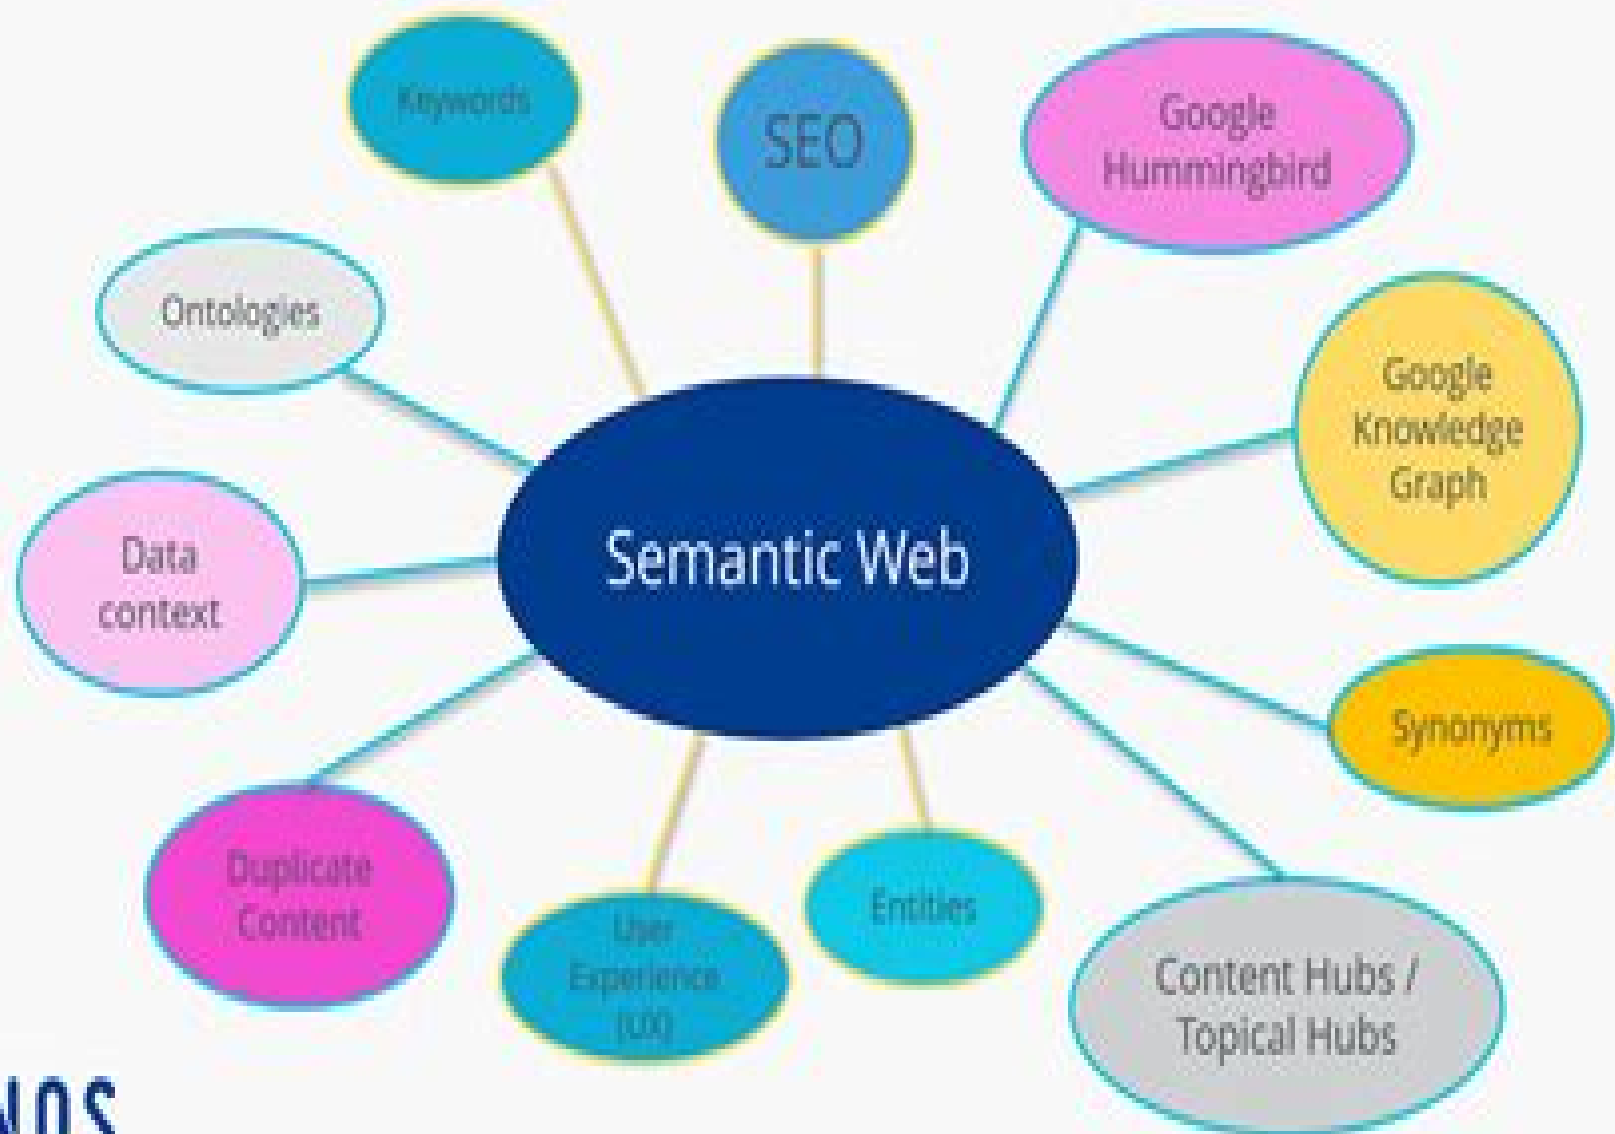 Keywords
SEO
Google
Hummingbird
Ontologies
Google
Knowledge
Graph
Semantic Web
Data
context
Synonyms
Duplicate
Content
User
Experience
(UX)
Entities
Content Hubs /
Topical Hubs